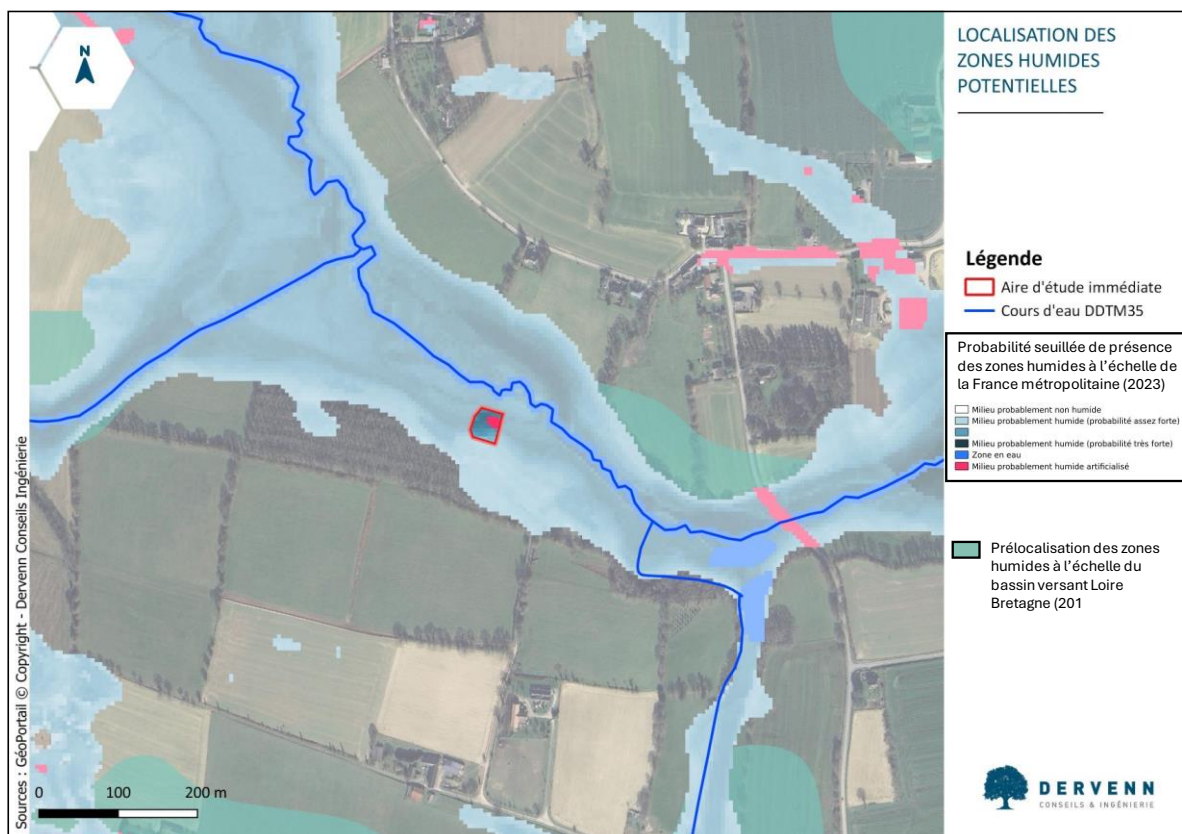 LOCALISATION DES
ZONES HUMIDES
POTENTIELLES
N
Légende
Aire d'étude immédiate
Cours d'eau DDTM35
Probabilité seuillée de présence
des zones humides à l'échelle de
la France métropolitaine (2023)
Milieu probablement non humide
Milieu probablement humide (probabilité assez forte)
Milieu probablement humide (probabilité très forte)
Zone en eau
Milieu probablement humide artificialisé
Prélocalisation des zones
humides à l'échelle du
bassin versant Loire
Bretagne (201
Sources : GéoPortail © Copyright - Dervenn Conseils Ingénierie
0 100 200 m
DERVENN
CONSEILS & INGÉNIERIE